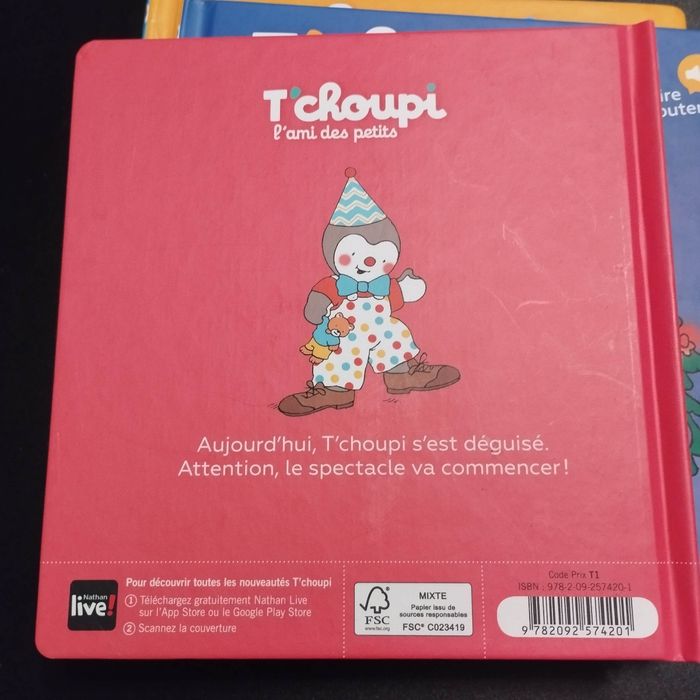 T'choupi
l'ami des petits
Aujourd'hui, T'choupi s'est déguisé.
Attention, le spectacle va commencer !
Nathan
live!
Pour découvrir toutes les nouveautés T'choupi
① Téléchargez gratuitement Nathan Live
sur l'App Store ou le Google Play Store
② Scannez la couverture
FSC
www.fsc.org
MIXTE
Papier issu de
sources responsables
FSC® C023419
Code Prix T1
ISBN : 978-2-09-257420-1
9 782092 574201